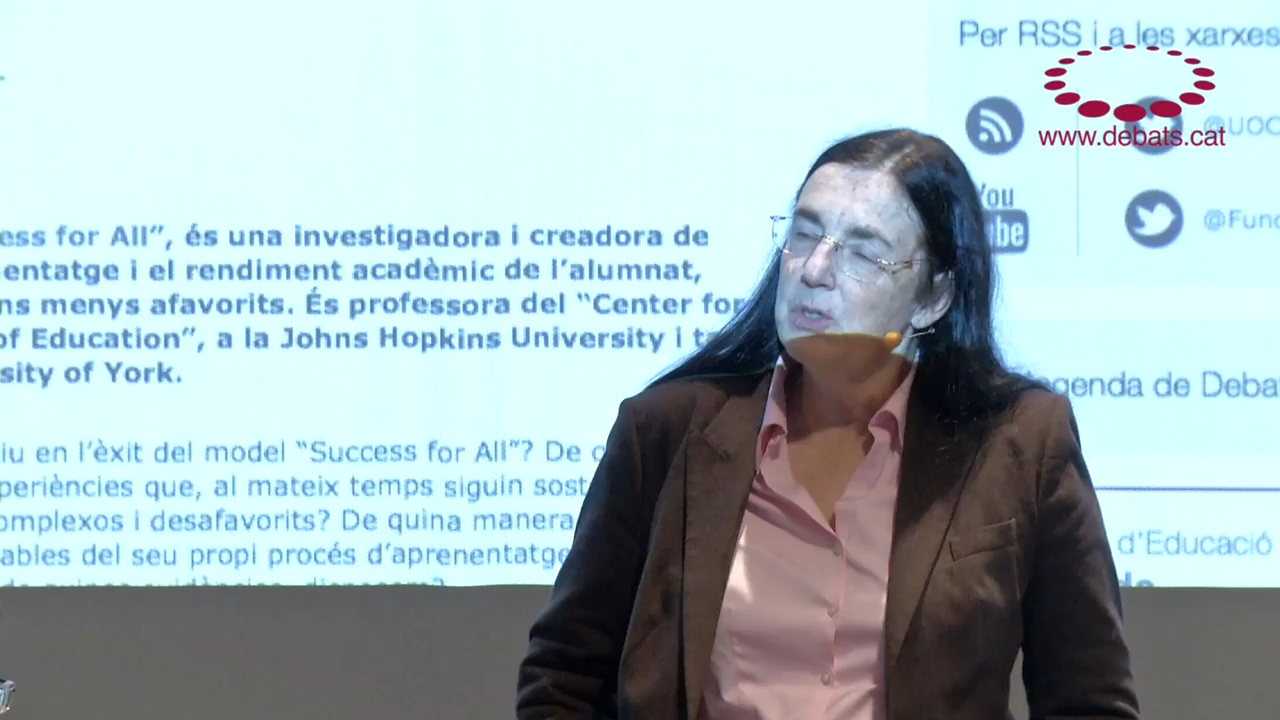 Per RSS i a les xarxes
www.debats.cat
@UOC
You
@Fund
ess for All”, és una investigadora i creadora de
entatge i el rendiment acadèmic de l’alumnat,
ns menys afavorits. És professora del “Center for
of Education”, a la Johns Hopkins University i
sity of York.
agenda de Deba
iu en l’èxit del model “Success for All”? De
periències que, al mateix temps siguin sost
omplexos i desafavorits? De quina manera
ables del seu propi procés d’aprenentatge
d’Educació